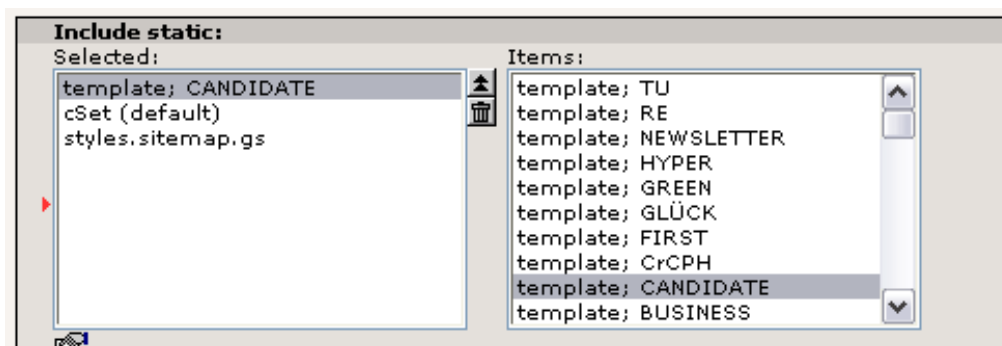 Include static:
Selected:
template; CANDIDATE
cSet (default)
styles.sitemap.gs
Items:
template; TU
template; RE
template; NEWSLETTER
template; HYPER
template; GREEN
template; GLÜCK
template; FIRST
template; CrCPH
template; CANDIDATE
template; BUSINESS